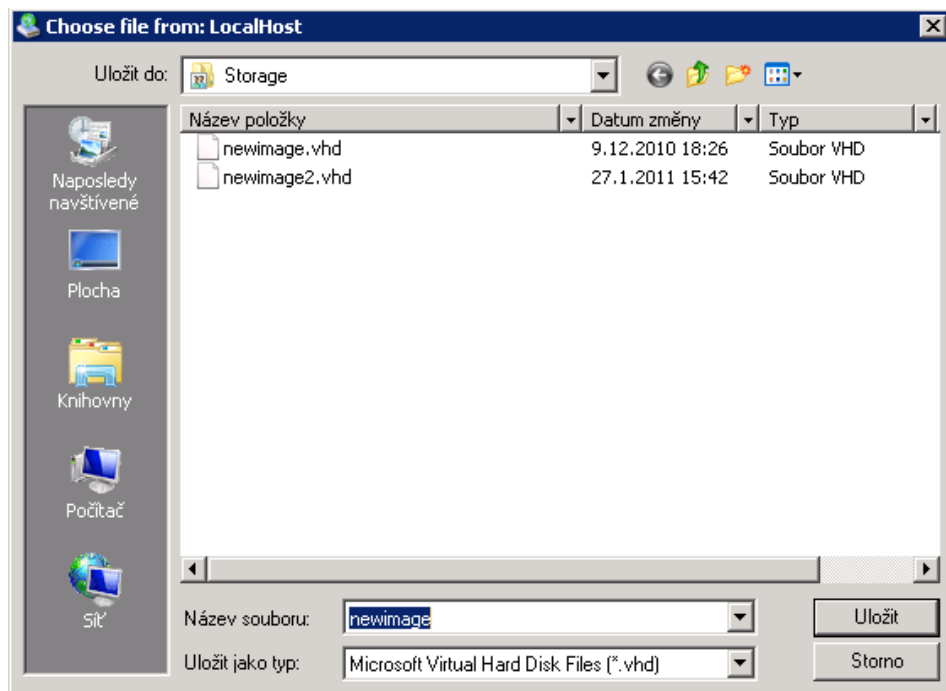 Choose file from: LocalHost
Uložit do: Storage
Název položky Datum změny Typ
newimage.vhd 9.12.2010 18:26 Soubor VHD
newimage2.vhd 27.1.2011 15:42 Soubor VHD
Naposledy
navštívené
Plocha
Knihovny
Počítač
Síť
Název souboru: newimage Uložit
Uložit jako typ: Microsoft Virtual Hard Disk Files (*.vhd) Storno